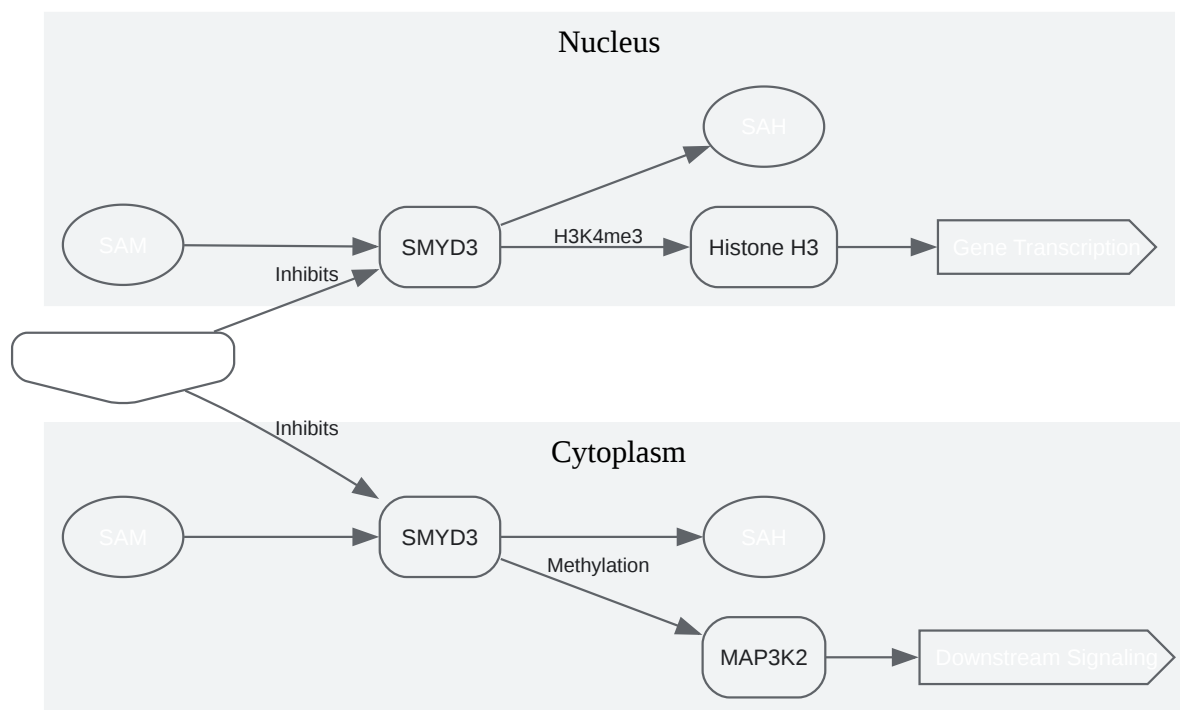 Nucleus
SAH
SAM
SMYD3
H3K4me3
Histone H3
Gene Transcription
Inhibits
Inhibits
Cytoplasm
SAM
SMYD3
SAH
Methylation
MAP3K2
Downstream Signaling